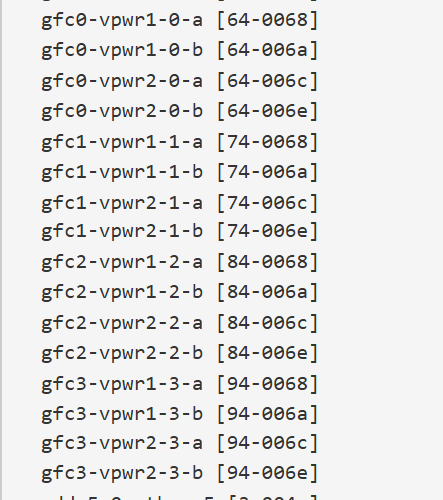 gfc0-vpwr1-0-a [64-0068]
gfc0-vpwr1-0-b [64-006a]
gfc0-vpwr2-0-a [64-006c]
gfc0-vpwr2-0-b [64-006e]
gfc1-vpwr1-1-a [74-0068]
gfc1-vpwr1-1-b [74-006a]
gfc1-vpwr2-1-a [74-006c]
gfc1-vpwr2-1-b [74-006e]
gfc2-vpwr1-2-a [84-0068]
gfc2-vpwr1-2-b [84-006a]
gfc2-vpwr2-2-a [84-006c]
gfc2-vpwr2-2-b [84-006e]
gfc3-vpwr1-3-a [94-0068]
gfc3-vpwr1-3-b [94-006a]
gfc3-vpwr2-3-a [94-006c]
gfc3-vpwr2-3-b [94-006e]